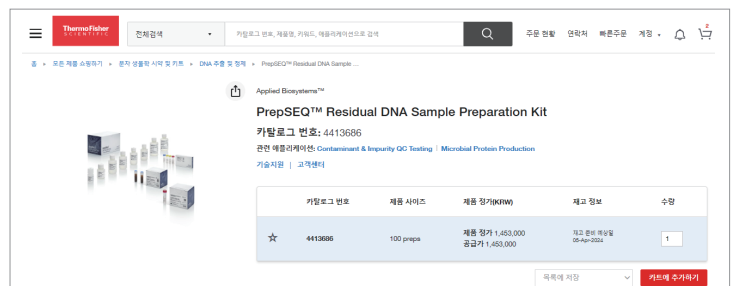 ThermoFisher
SCIENTIFIC
전체검색
카탈로그 번호, 제품명, 키워드, 애플리케이션으로 검색
주문 현황 연락처 빠른주문 계정
2
홈 모든 제품 쇼핑하기 분자 생물학 시약 및 키트 DNA 추출 및 정제 PrepSEQ™ Residual DNA Sample ...
Applied Biosystems™
PrepSEQ™ Residual DNA Sample Preparation Kit
카탈로그 번호: 4413686
관련 애플리케이션: Contaminant & Impurity QC Testing | Microbial Protein Production
기술지원 | 고객센터
카탈로그 번호 제품 사이즈 제품 정가(KRW) 재고 정보 수량
4413686 100 preps 제품 정가 1,453,000 재고 준비 예상일 1
공급가 1,453,000 05-Apr-2024
목록에 저장 카트에 추가하기